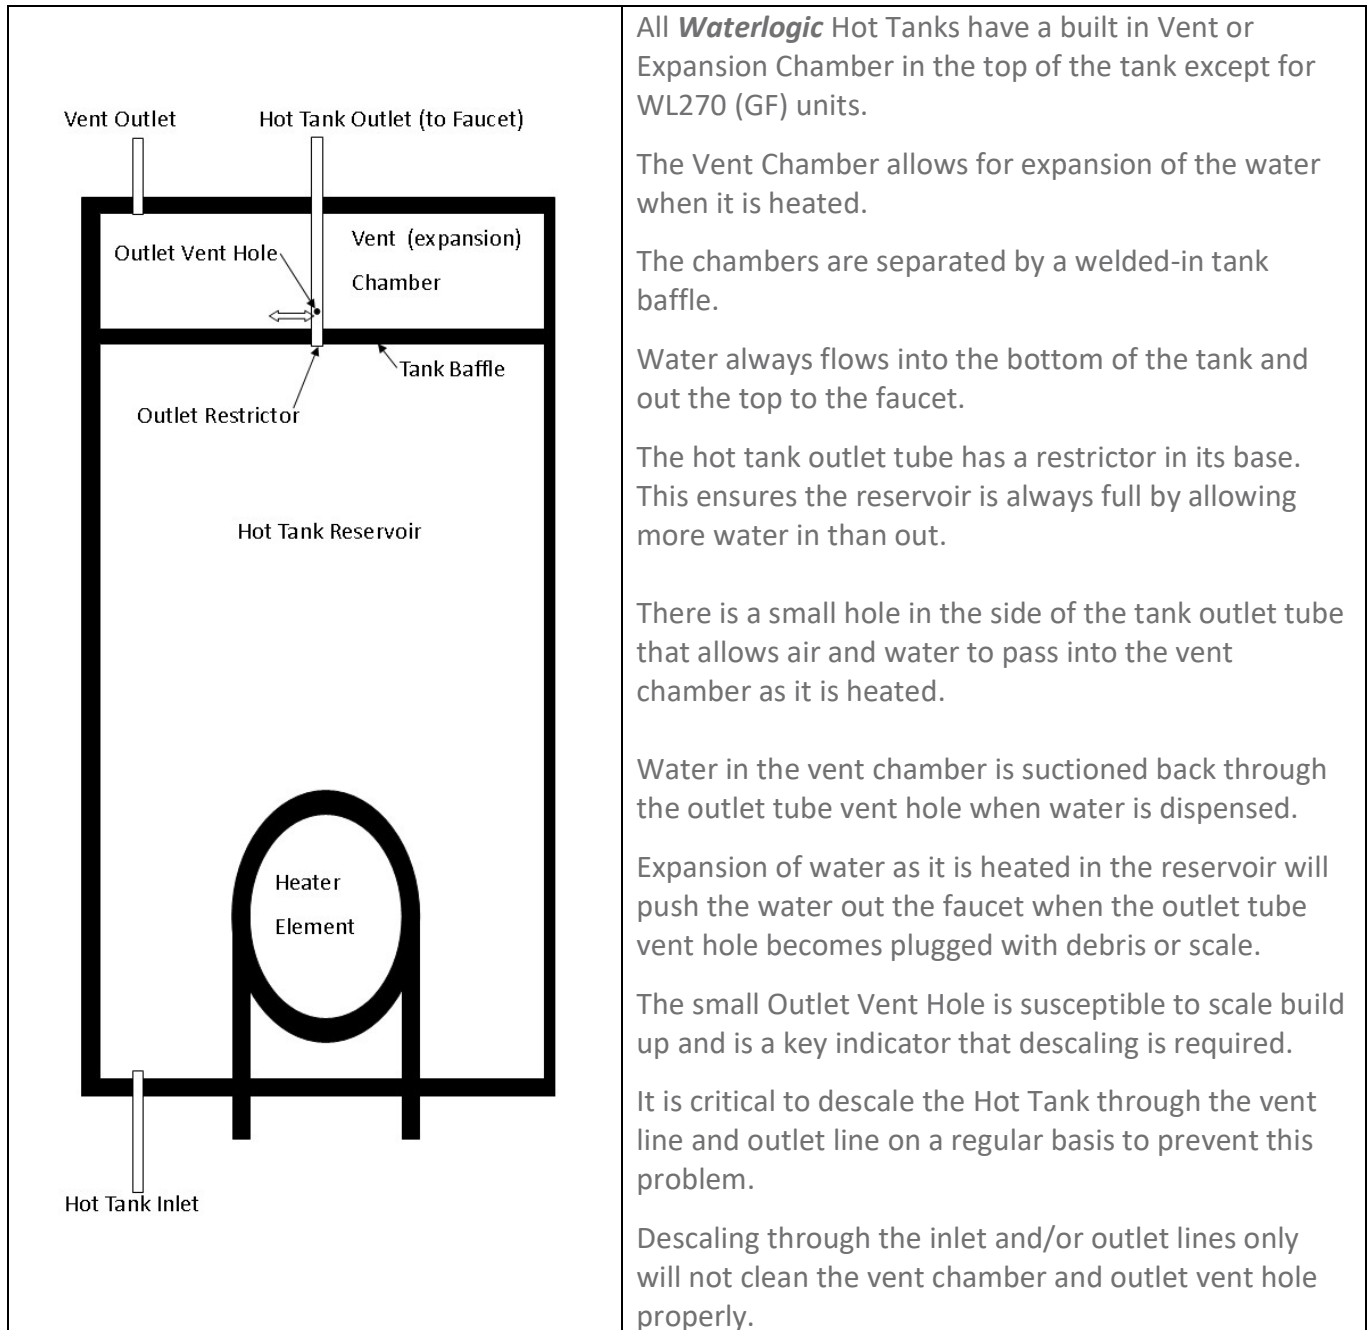 Vent Outlet
Hot Tank Outlet (to Faucet)
Outlet Vent Hole
Vent (expansion)
Chamber
Tank Baffle
Outlet Restrictor
Hot Tank Reservoir
Heater
Element
Hot Tank Inlet
All Waterlogic Hot Tanks have a built in Vent or
Expansion Chamber in the top of the tank except for
WL270 (GF) units.
The Vent Chamber allows for expansion of the water
when it is heated.
The chambers are separated by a welded-in tank
baffle.
Water always flows into the bottom of the tank and
out the top to the faucet.
The hot tank outlet tube has a restrictor in its base.
This ensures the reservoir is always full by allowing
more water in than out.
There is a small hole in the side of the tank outlet tube
that allows air and water to pass into the vent
chamber as it is heated.
Water in the vent chamber is suctioned back through
the outlet tube vent hole when water is dispensed.
Expansion of water as it is heated in the reservoir will
push the water out the faucet when the outlet tube
vent hole becomes plugged with debris or scale.
The small Outlet Vent Hole is susceptible to scale build
up and is a key indicator that descaling is required.
It is critical to descale the Hot Tank through the vent
line and outlet line on a regular basis to prevent this
problem.
Descaling through the inlet and/or outlet lines only
will not clean the vent chamber and outlet vent hole
properly.